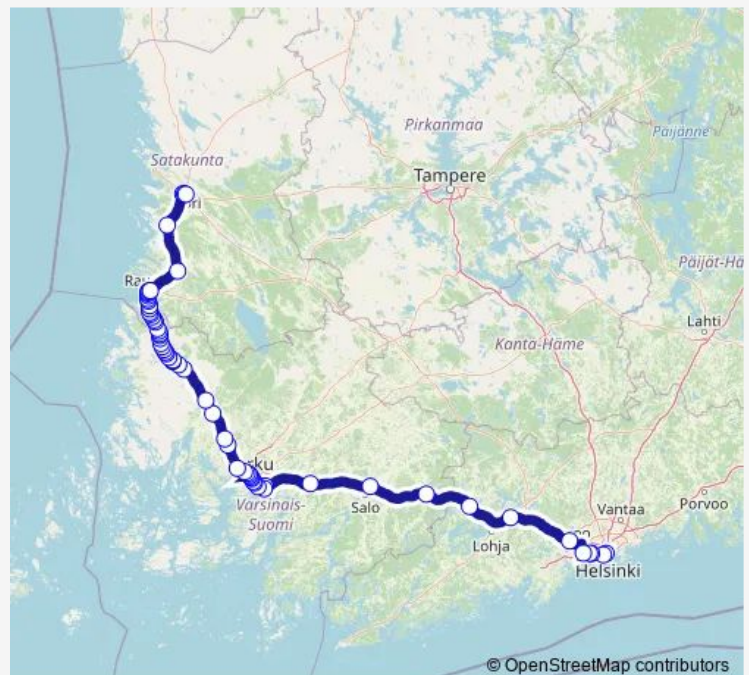 Satakunta
Pirkanmaa
Päijänne
Tampere
Päijät-Hä
Lahti
Kanta-Häme
Varsinais-
Suomi
Salo
Lohja
Vantaa
Porvoo
Helsinki
© OpenStreetMap contributors